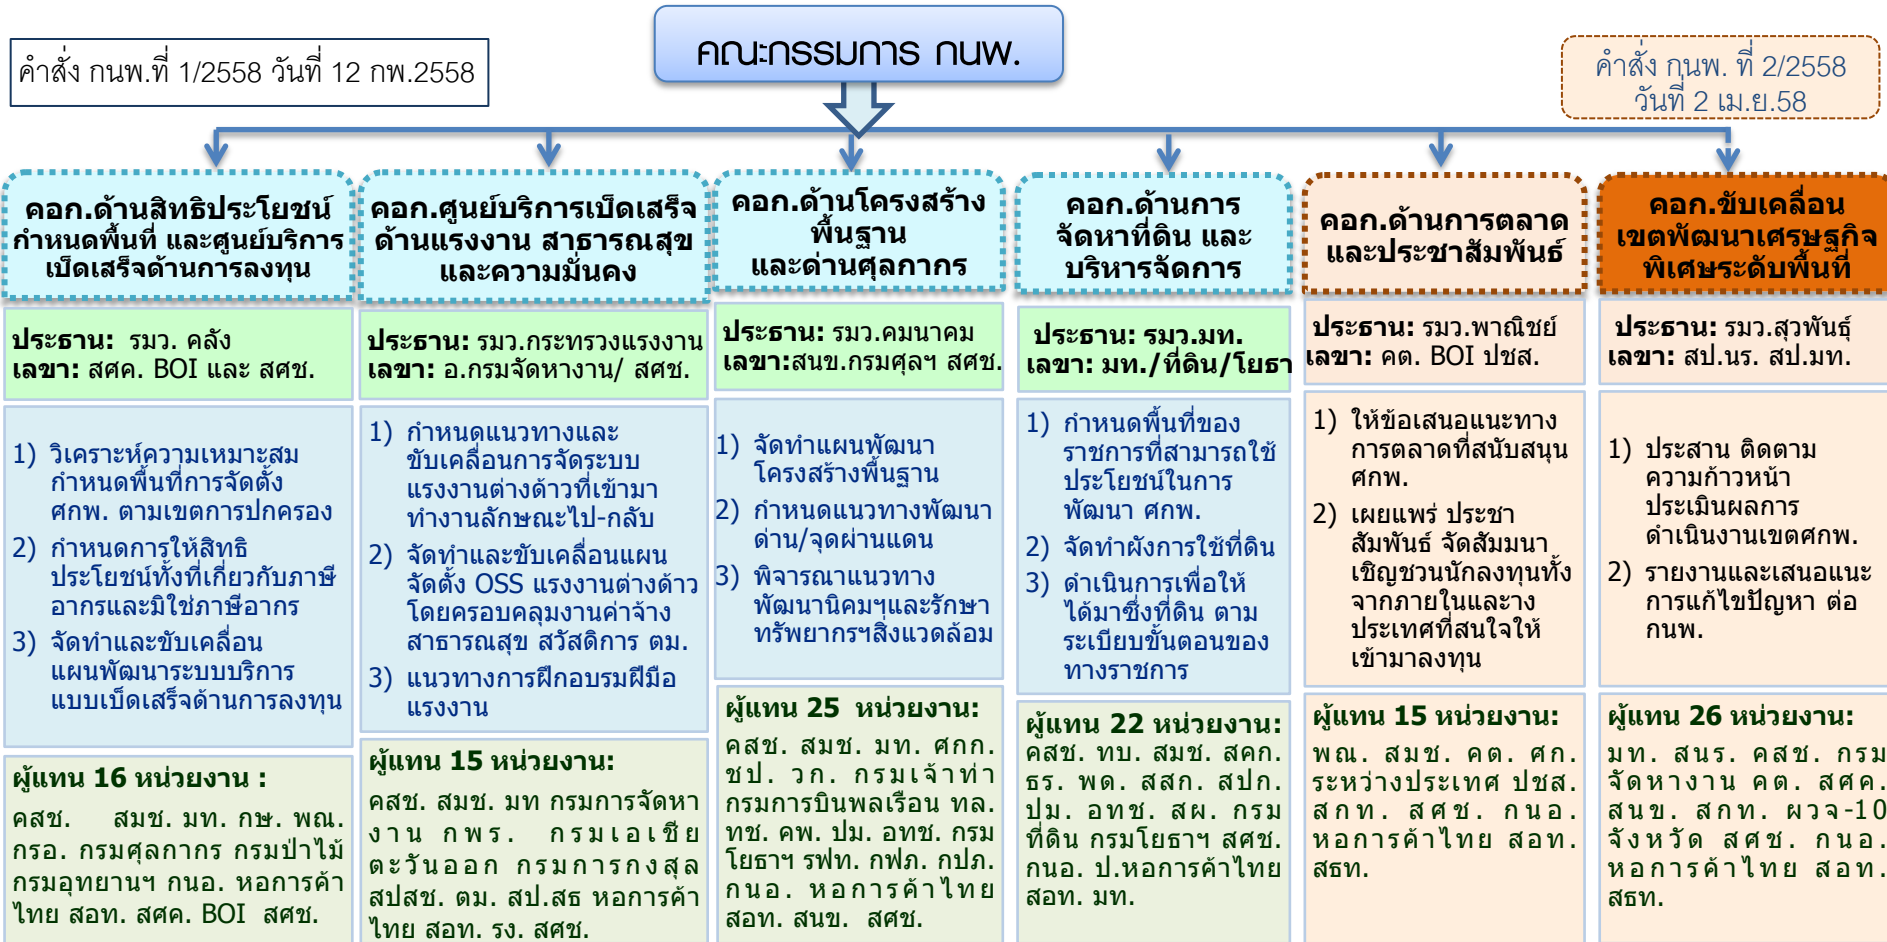 คณะกรรมการ กนพ.
คำสั่ง กนพ.ที่ 1/2558 วันที่ 12 กพ.2558
คำสั่ง กนพ. ที่ 2/2558
วันที่ 2 เม.ย.58
คอก.ด้านสิทธิประโยชน์
กำหนดพื้นที่ และศูนย์บริการ
เบ็ดเสร็จด้านการลงทุน
ประธาน: รมว. คลัง
เลขา: สศค. BOI และ สศช.
1) วิเคราะห์ความเหมาะสม
กำหนดพื้นที่การจัดตั้ง
ศกพ. ตามเขตการปกครอง
2) กำหนดการให้สิทธิ
ประโยชน์ทั้งที่เกี่ยวกับภาษี
อากรและมิใช่ภาษีอากร
3) จัดทำและขับเคลื่อน
แผนพัฒนาระบบบริการ
แบบเบ็ดเสร็จด้านการลงทุน
ผู้แทน 16 หน่วยงาน :
คสช. สมช. มท. กษ. พณ.
กรอ. กรมศุลกากร กรมป่าไม้
กรมอุทยานฯ กนอ. หอการค้า
ไทย สอท. สศค. BOI สศช.
คอก.ศูนย์บริการเบ็ดเสร็จ
ด้านแรงงาน สาธารณสุข
และความมั่นคง
ประธาน: รมว.กระทรวงแรงงาน
เลขา: อ.กรมจัดหางาน/ สศช.
1) กำหนดแนวทางและ
ขับเคลื่อนการจัดระบบ
แรงงานต่างด้าวที่เข้ามา
ทำงานลักษณะไป-กลับ
2) จัดทำและขับเคลื่อนแผน
จัดตั้ง OSS แรงงานต่างด้าว
โดยครอบคลุมงานค่าจ้าง
สาธารณสุข สวัสดิการ ตม.
3) แนวทางการฝึกอบรมฝีมือ
แรงงาน
ผู้แทน 15 หน่วยงาน:
คสช. สมช. มท กรมการจัดหา
งาน กพร. กรมเอเชีย
ตะวันออก กรมการกงสุล
สปสช. ตม. สป.สธ หอการค้า
ไทย สอท. รง. สศช.
คอก.ด้านโครงสร้าง
พื้นฐาน
และด่านศุลกากร
ประธาน: รมว.คมนาคม
เลขา:สนข.กรมศุลฯ สศช.
1) จัดทำแผนพัฒนา
โครงสร้างพื้นฐาน
2) กำหนดแนวทางพัฒนา
ด่าน/จุดผ่านแดน
3) พิจารณาแนวทาง
พัฒนานิคมฯและรักษา
ทรัพยากรฯสิ่งแวดล้อม
ผู้แทน 25 หน่วยงาน:
คสช. สมช. มท. ศกก.
ชป. วก. กรมเจ้าท่า
กรมการบินพลเรือน ทล.
ทช. คพ. ปม. อทช. กรม
โยธาฯ รฟท. กฟภ. กปภ.
กนอ. หอการค้าไทย
สอท. สนข. สศช.
คอก.ด้านการ
จัดหาที่ดิน และ
บริหารจัดการ
ประธาน: รมว.มท.
เลขา: มท./ที่ดิน/โยธา
1) กำหนดพื้นที่ของ
ราชการที่สามารถใช้
ประโยชน์ในการ
พัฒนา ศกพ.
2) จัดทำผังการใช้ที่ดิน
3) ดำเนินการเพื่อให้
ได้มาซึ่งที่ดิน ตาม
ระเบียบขั้นตอนของ
ทางราชการ
ผู้แทน 22 หน่วยงาน:
คสช. ทบ. สมช. สคก.
ธร. พด. สสก. สปก.
ปม. อทช. สผ. กรม
ที่ดิน กรมโยธาฯ สศช.
กนอ. ป.หอการค้าไทย
สอท. มท.
คอก.ด้านการตลาด
และประชาสัมพันธ์
ประธาน: รมว.พาณิชย์
เลขา: คต. BOI ปชส.
1) ให้ข้อเสนอแนะทาง
การตลาดที่สนับสนุน
ศกพ.
2) เผยแพร่ ประชา
สัมพันธ์ จัดสัมมนา
เชิญชวนนักลงทุนทั้ง
จากภายในและาง
ประเทศที่สนใจให้
เข้ามาลงทุน
ผู้แทน 15 หน่วยงาน:
พณ. สมช. คต. ศก.
ระหว่างประเทศ ปชส.
สกท. สศช. กนอ.
หอการค้าไทย สอท.
สธท.
คอก.ขับเคลื่อน
เขตพัฒนาเศรษฐกิจ
พิเศษระดับพื้นที่
ประธาน: รมว.สุวพันธุ์
เลขา: สป.นร. สป.มท.
1) ประสาน ติดตาม
ความก้าวหน้า
ประเมินผลการ
ดำเนินงานเขตศกพ.
2) รายงานและเสนอแนะ
การแก้ไขปัญหา ต่อ
กนพ.
ผู้แทน 26 หน่วยงาน:
มท. สนร. คสช. กรม
จัดหางาน คต. สศค.
สนข. สกท. ผวจ-10
จังหวัด สศช. กนอ.
หอการค้าไทย สอท.
สธท.